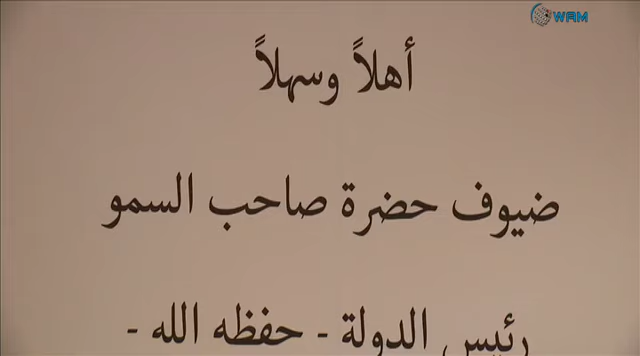 WAM
أهلاً وسهلاً
ضيوف حضرة صاحب السمو
رئيس الدولة - حفظه الله -